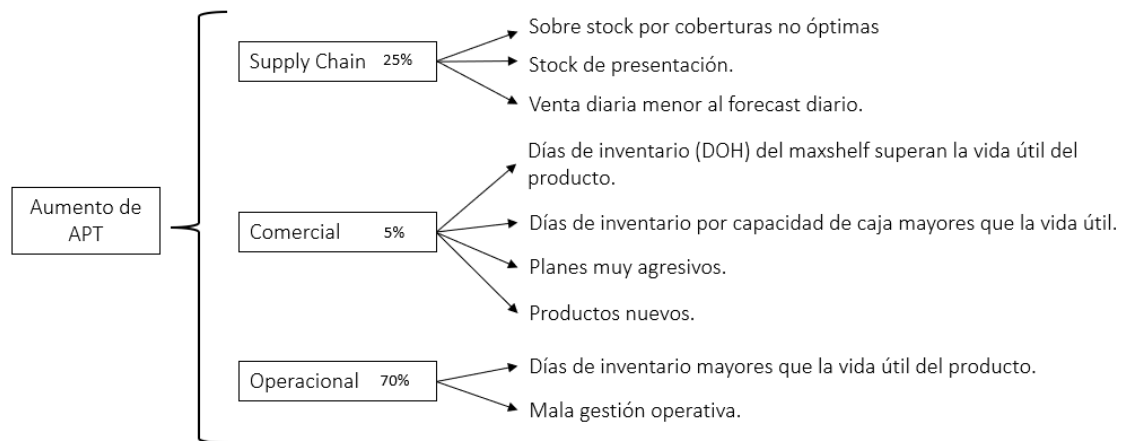 Sobre stock por coberturas no óptimas
Supply Chain 25%
Stock de presentación.
Venta diaria menor al forecast diario.
Días de inventario (DOH) del maxshelf superan la vida útil del
producto.
Aumento de
APT
Comercial 5%
Días de inventario por capacidad de caja mayores que la vida útil.
Planes muy agresivos.
Productos nuevos.
Operacional 70%
Días de inventario mayores que la vida útil del producto.
Mala gestión operativa.